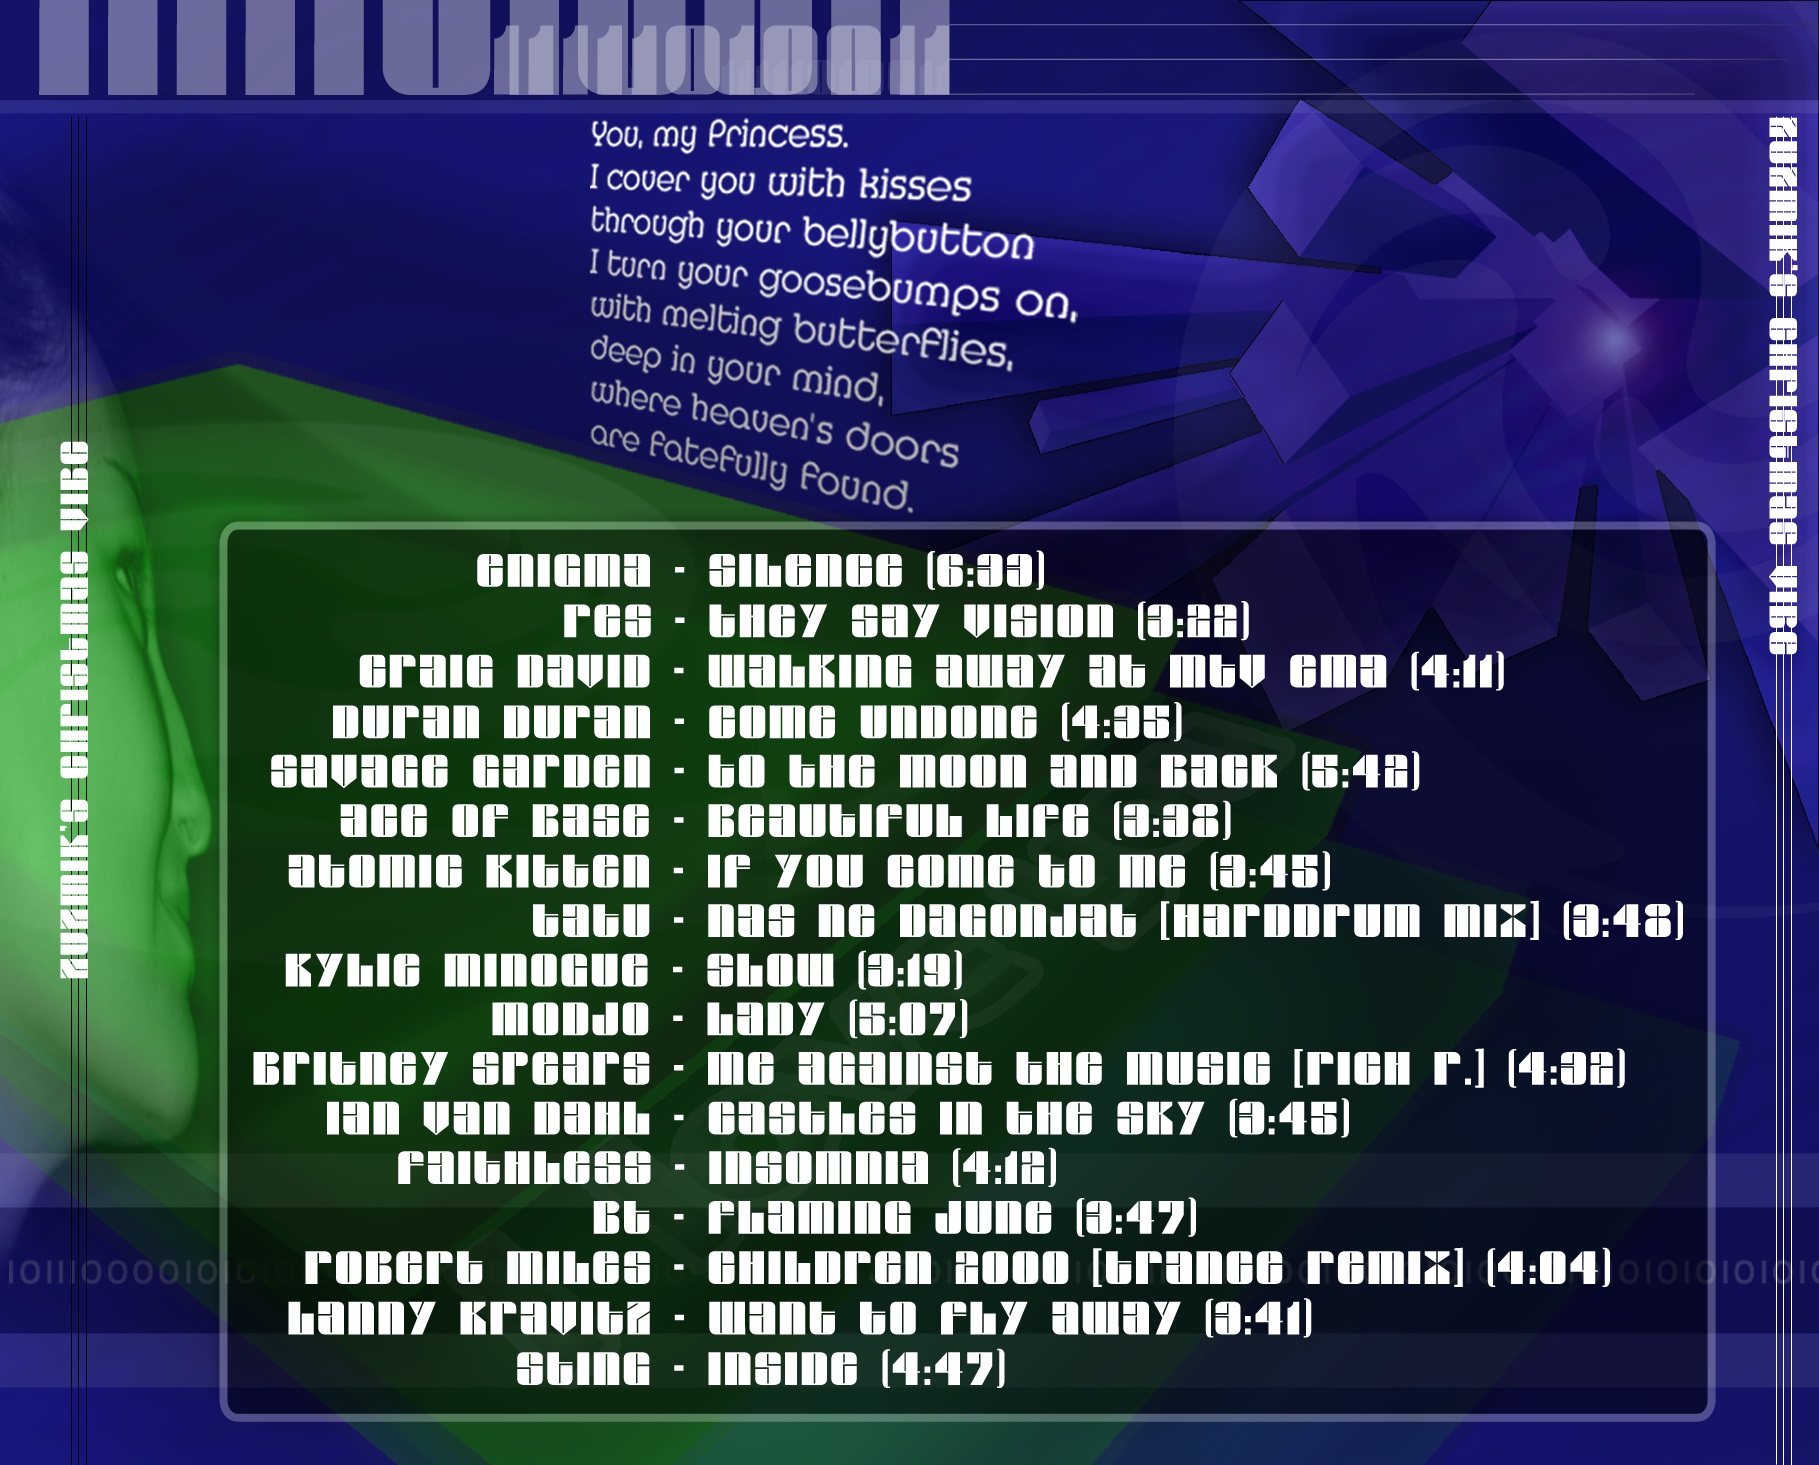 You, my Princess.
I cover you with kisses
through your bellybutton
I turn your goosebumps on,
with melting butterflies,
deep in your mind,
where heaven's doors
are fatefully found.
Enigma - Silence (6:33)
Res - They Say Vision (3:22)
Craig David - Walking Away at MTV EMA (4:11)
Duran Duran - Come Undone (4:35)
Savage Garden - To the Moon and Back (5:42)
Ace of Base - Beautiful Life (3:38)
Atomic Kitten - If You Come to Me (3:45)
Tatu - Nas Ne Dagonjat [Harddrum Mix] (3:48)
Kylie Minogue - Slow (3:19)
Modjo - Lady (5:07)
Britney Spears - Me Against the Music [Rich R.] (4:32)
Ian Van Dahl - Castles in the Sky (3:45)
Faithless - Insomnia (4:12)
BT - Flaming June (3:47)
Robert Miles - Children 2000 [Trance Remix] (4:04)
Lanny Kravitz - Want to Fly Away (3:41)
Sting - Inside (4:47)
Christmas Vibe
Christmas Vibe